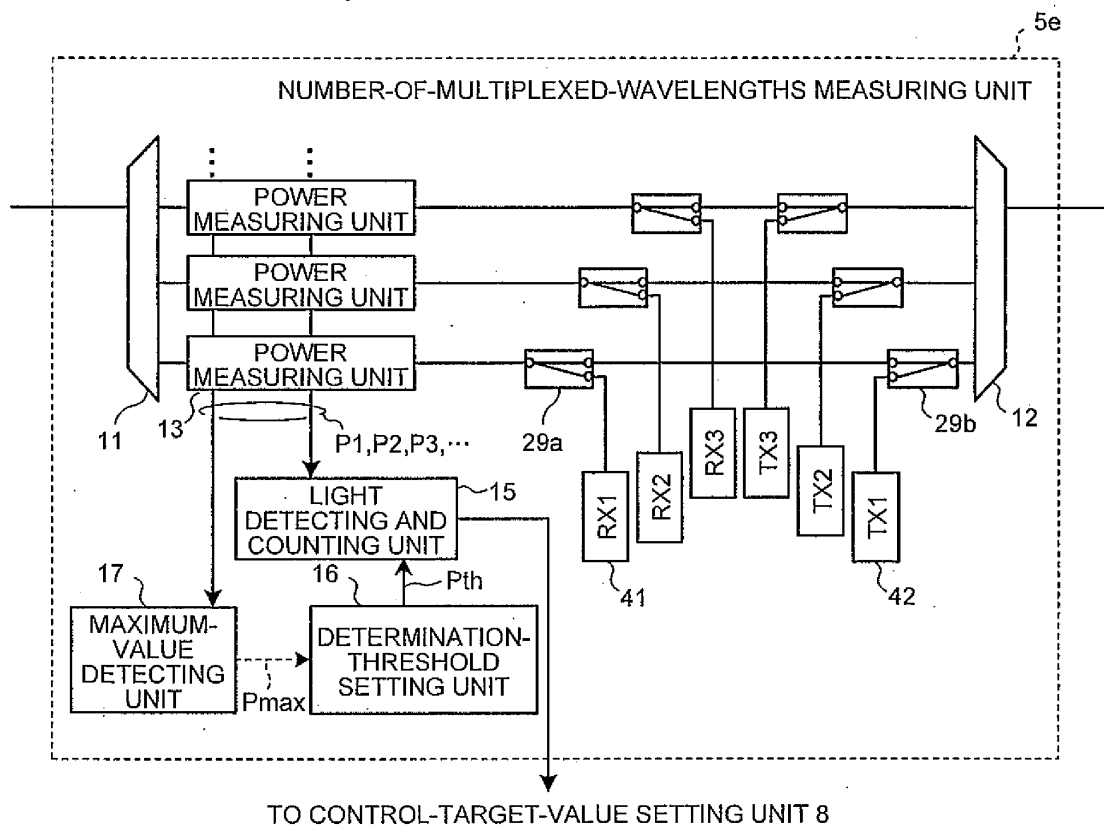 5e
NUMBER-OF-MULTIPLEXED-WAVELENGTHS MEASURING UNIT
POWER
MEASURING UNIT
POWER
MEASURING UNIT
POWER
MEASURING UNIT
11
13
P1,P2,P3,···
29a
29b
12
RX1
RX2
RX3
TX3
TX2
TX1
41
42
15
LIGHT
DETECTING AND
COUNTING UNIT
17
16
Pth
MAXIMUM-
VALUE
DETECTING
UNIT
Pmax
DETERMINATION-
THRESHOLD
SETTING UNIT
TO CONTROL-TARGET-VALUE SETTING UNIT 8